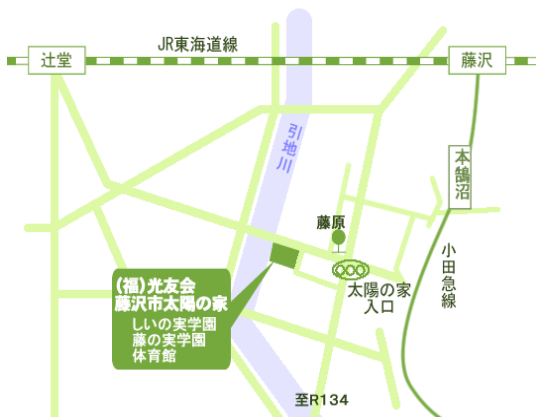 JR東海道線
辻堂
藤沢
引地川
本鵠沼
藤原
小田急線
太陽の家
入口
(福)光友会
藤沢市太陽の家
しいの実学園
藤の実学園
体育館
至R134